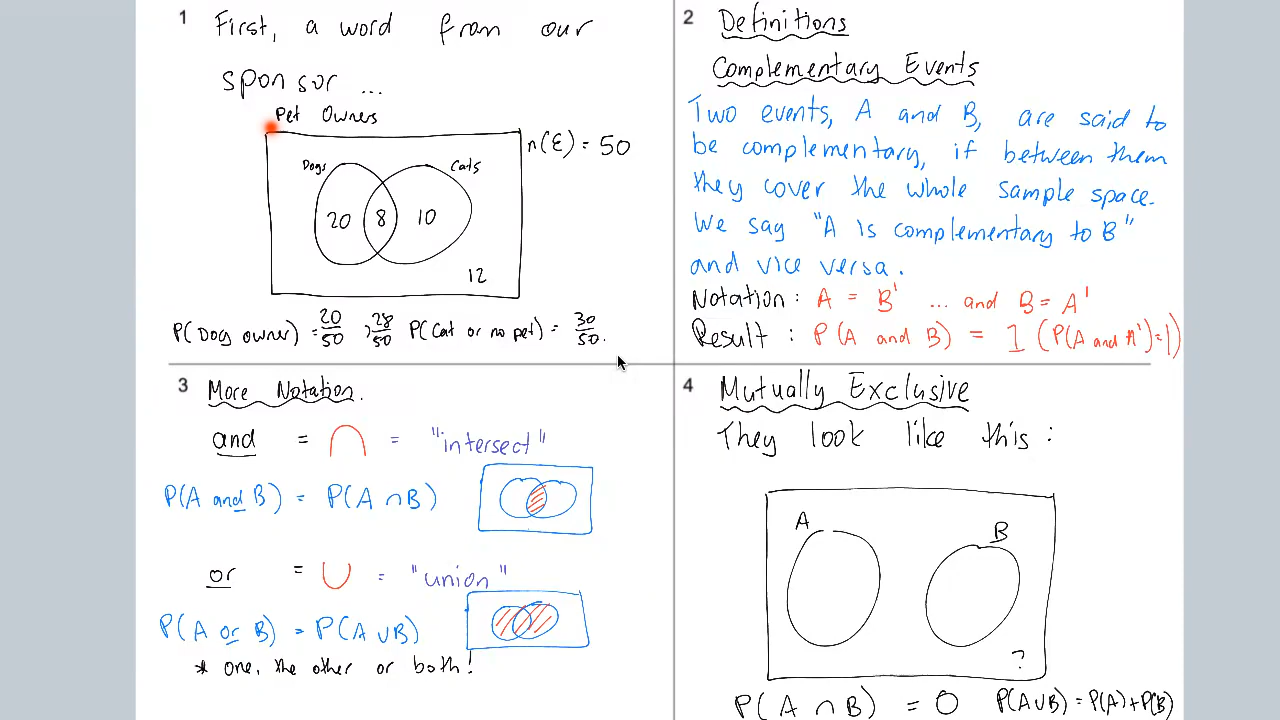 1 First, a word from our
sponsor ...
Pet Owners
n(ε) = 50
Dogs
Cats
20 8 10
12
P(Dog owner) = 20/50 , 28/50 P(Cat or no pet) = 30/50.
2 Definitions
Complementary Events
Two events, A and B, are said to
be complementary, if between them
they cover the whole sample space.
We say "A is complementary to B"
and vice versa.
Notation: A = B' ... and B = A'
Result: P(A and B) = 1 (P(A and A')=1)
3 More Notation.
and = ∩ = "intersect"
P(A and B) = P(A ∩ B)
or = ∪ = "union"
P(A or B) = P(A ∪ B)
* one, the other or both!
4 Mutually Exclusive
They look like this:
A
B
?
P(A ∩ B) = 0 P(A∪B) = P(A)+P(B)